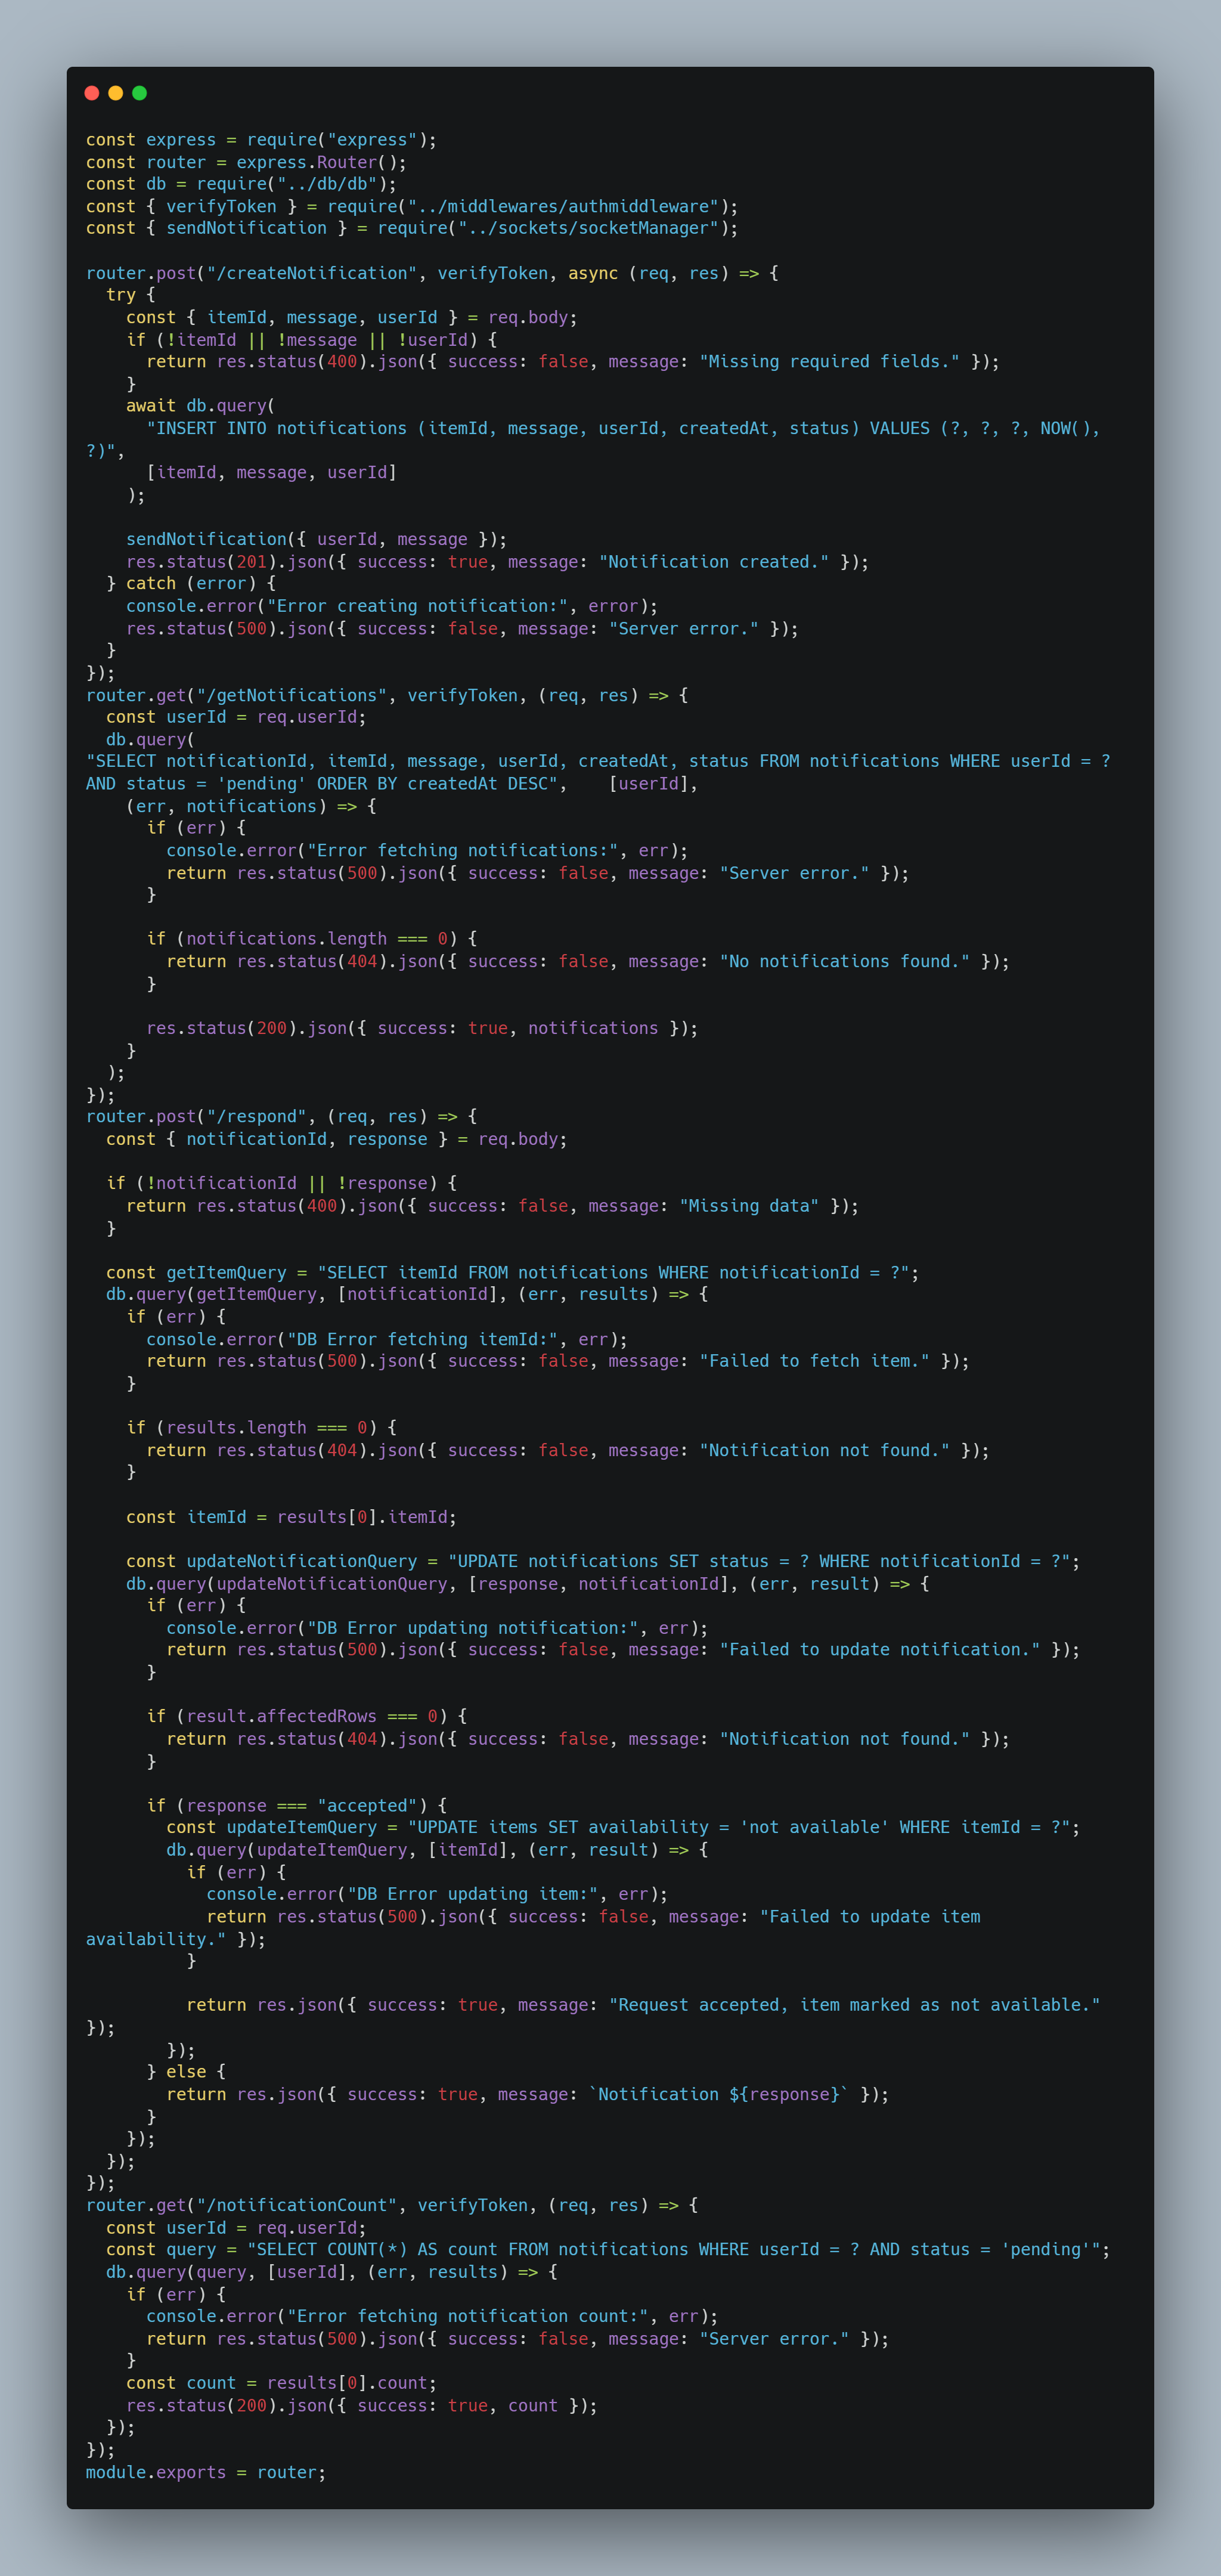 const express = require("express");
const router = express.Router();
const db = require("../db/db");
const { verifyToken } = require("../middlewares/authmiddleware");
const { sendNotification } = require("../sockets/socketManager");

router.post("/createNotification", verifyToken, async (req, res) => {
  try {
    const { itemId, message, userId } = req.body;
    if (!itemId || !message || !userId) {
      return res.status(400).json({ success: false, message: "Missing required fields." });
    }
    await db.query(
      "INSERT INTO notifications (itemId, message, userId, createdAt, status) VALUES (?, ?, ?, NOW(),
?)",
      [itemId, message, userId]
    );

    sendNotification({ userId, message });
    res.status(201).json({ success: true, message: "Notification created." });
  } catch (error) {
    console.error("Error creating notification:", error);
    res.status(500).json({ success: false, message: "Server error." });
  }
});
router.get("/getNotifications", verifyToken, (req, res) => {
  const userId = req.userId;
  db.query(
"SELECT notificationId, itemId, message, userId, createdAt, status FROM notifications WHERE userId = ?
AND status = 'pending' ORDER BY createdAt DESC",    [userId],
    (err, notifications) => {
      if (err) {
        console.error("Error fetching notifications:", err);
        return res.status(500).json({ success: false, message: "Server error." });
      }

      if (notifications.length === 0) {
        return res.status(404).json({ success: false, message: "No notifications found." });
      }

      res.status(200).json({ success: true, notifications });
    }
  );
});
router.post("/respond", (req, res) => {
  const { notificationId, response } = req.body;

  if (!notificationId || !response) {
    return res.status(400).json({ success: false, message: "Missing data" });
  }

  const getItemQuery = "SELECT itemId FROM notifications WHERE notificationId = ?";
  db.query(getItemQuery, [notificationId], (err, results) => {
    if (err) {
      console.error("DB Error fetching itemId:", err);
      return res.status(500).json({ success: false, message: "Failed to fetch item." });
    }

    if (results.length === 0) {
      return res.status(404).json({ success: false, message: "Notification not found." });
    }

    const itemId = results[0].itemId;

    const updateNotificationQuery = "UPDATE notifications SET status = ? WHERE notificationId = ?";
    db.query(updateNotificationQuery, [response, notificationId], (err, result) => {
      if (err) {
        console.error("DB Error updating notification:", err);
        return res.status(500).json({ success: false, message: "Failed to update notification." });
      }

      if (result.affectedRows === 0) {
        return res.status(404).json({ success: false, message: "Notification not found." });
      }

      if (response === "accepted") {
        const updateItemQuery = "UPDATE items SET availability = 'not available' WHERE itemId = ?";
        db.query(updateItemQuery, [itemId], (err, result) => {
          if (err) {
            console.error("DB Error updating item:", err);
            return res.status(500).json({ success: false, message: "Failed to update item
availability." });
          }

          return res.json({ success: true, message: "Request accepted, item marked as not available."
});
        });
      } else {
        return res.json({ success: true, message: `Notification ${response}` });
      }
    });
  });
});
router.get("/notificationCount", verifyToken, (req, res) => {
  const userId = req.userId;
  const query = "SELECT COUNT(*) AS count FROM notifications WHERE userId = ? AND status = 'pending'";
  db.query(query, [userId], (err, results) => {
    if (err) {
      console.error("Error fetching notification count:", err);
      return res.status(500).json({ success: false, message: "Server error." });
    }
    const count = results[0].count;
    res.status(200).json({ success: true, count });
  });
});
module.exports = router;